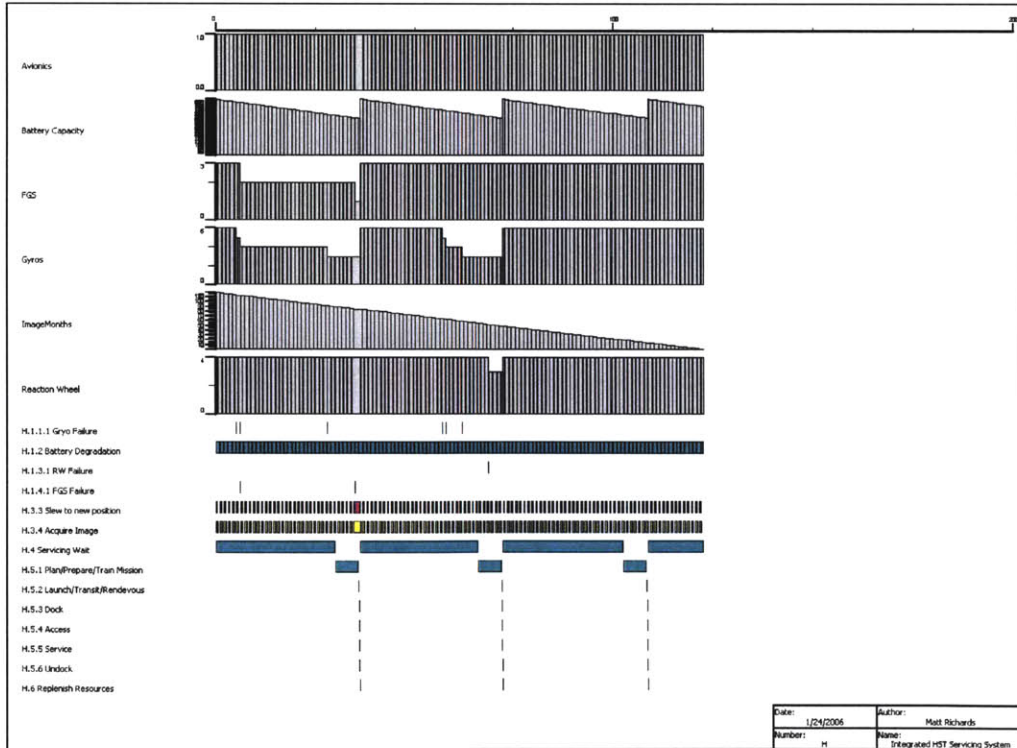 0 100 200
1.0
Avionics
0.0
Battery Capacity
3
FGS
0
6
Gyros
0
ImageMonths
4
Reaction Wheel
0
H.1.1.1 Gryo Failure
H.1.2 Battery Degradation
H.1.3.1 RW Failure
H.1.4.1 FGS Failure
H.3.3 Slew to new position
H.3.4 Acquire Image
H.4 Servicing Wait
H.5.1 Plan/Prepare/Train Mission
H.5.2 Launch/Transit/Rendevous
H.5.3 Dock
H.5.4 Access
H.5.5 Service
H.5.6 Undock
H.6 Replenish Resources
Date: Author:
1/24/2006 Matt Richards
Number: Name:
H Integrated HST Servicing System